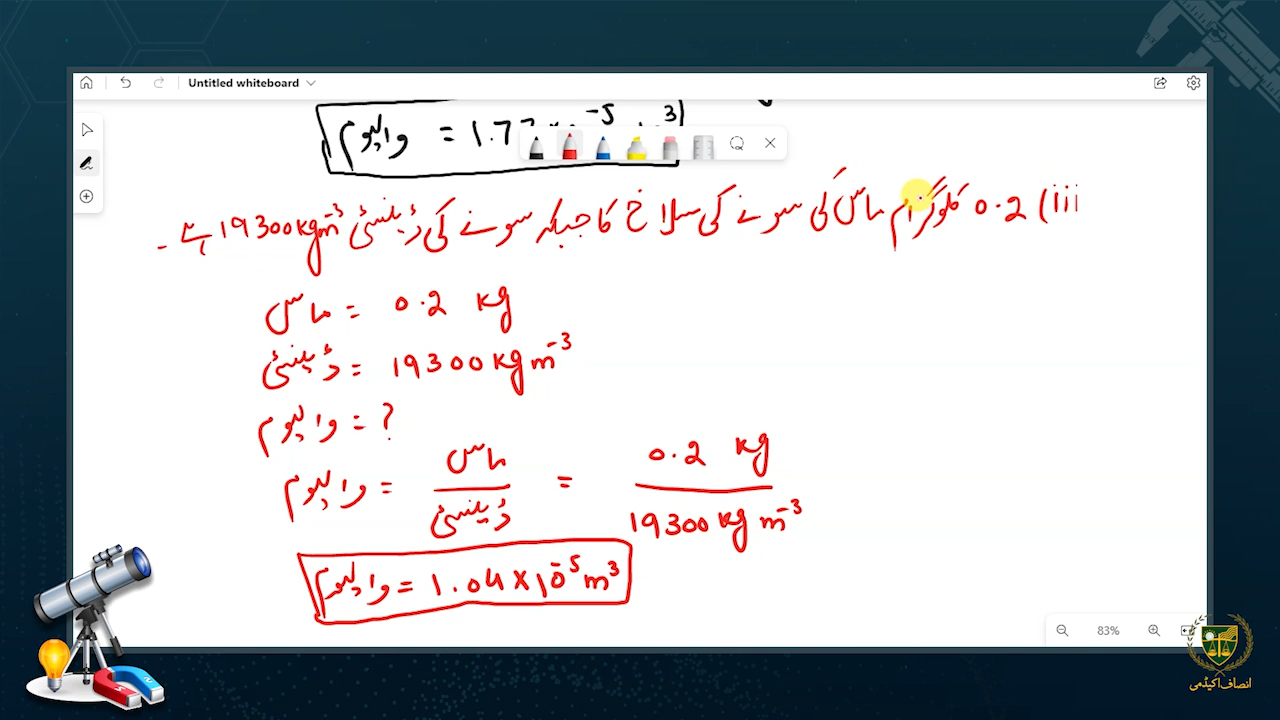 Untitled whiteboard
والیوم = 1.77
iii) 0.2 کلوگرام ماس کی سونے کی سلاخ کا جبکہ سونے کی ڈینسٹی 19300kgm⁻³ ہے۔
ماس = 0.2 kg
ڈینسٹی = 19300 kg m⁻³
والیوم = ?
والیوم = ماس / ڈینسٹی = 0.2 kg / 19300 kg m⁻³
والیوم = 1.04 × 10⁻⁵ m³
83%
انصاف اکیڈمی